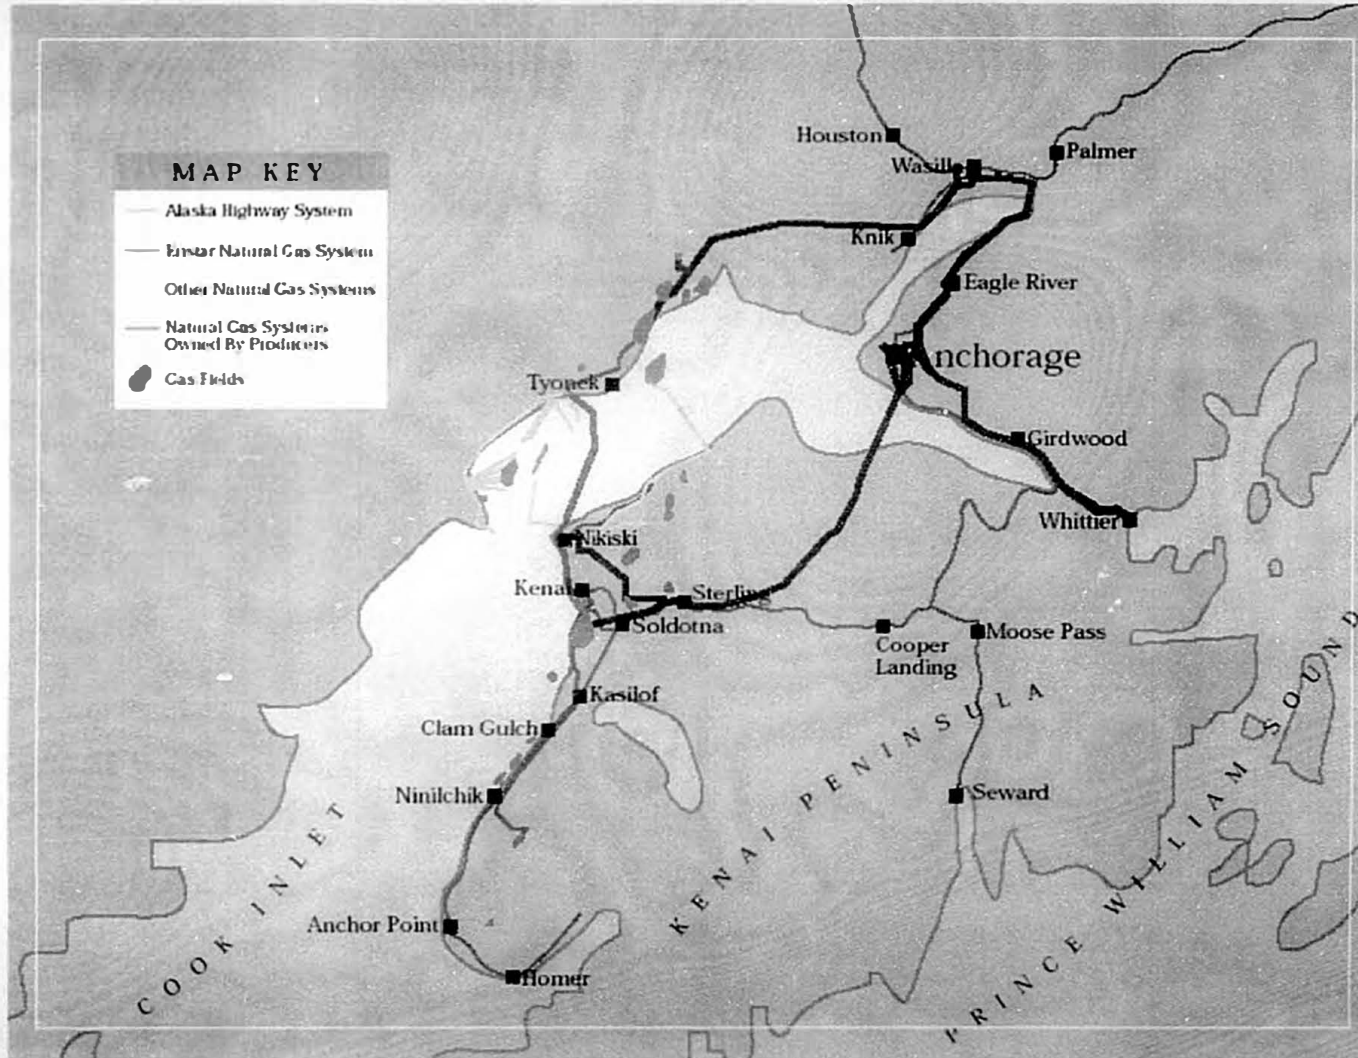 MAP KEY
Alaska Highway System
Enstar Natural Gas System
Other Natural Gas Systems
Natural Gas Systems
Owned By Producers
Gas Fields
Houston
Wasilla
Palmer
Knik
Eagle River
Anchorage
Tyonek
Girdwood
Whittier
Nikiski
Kenai
Sterling
Soldotna
Cooper
Landing
Moose Pass
Kasilof
Clam Gulch
Ninilchik
Seward
Anchor Point
Homer
COOK INLET
KENAI PENINSULA
PRINCE WILLIAM SOUND